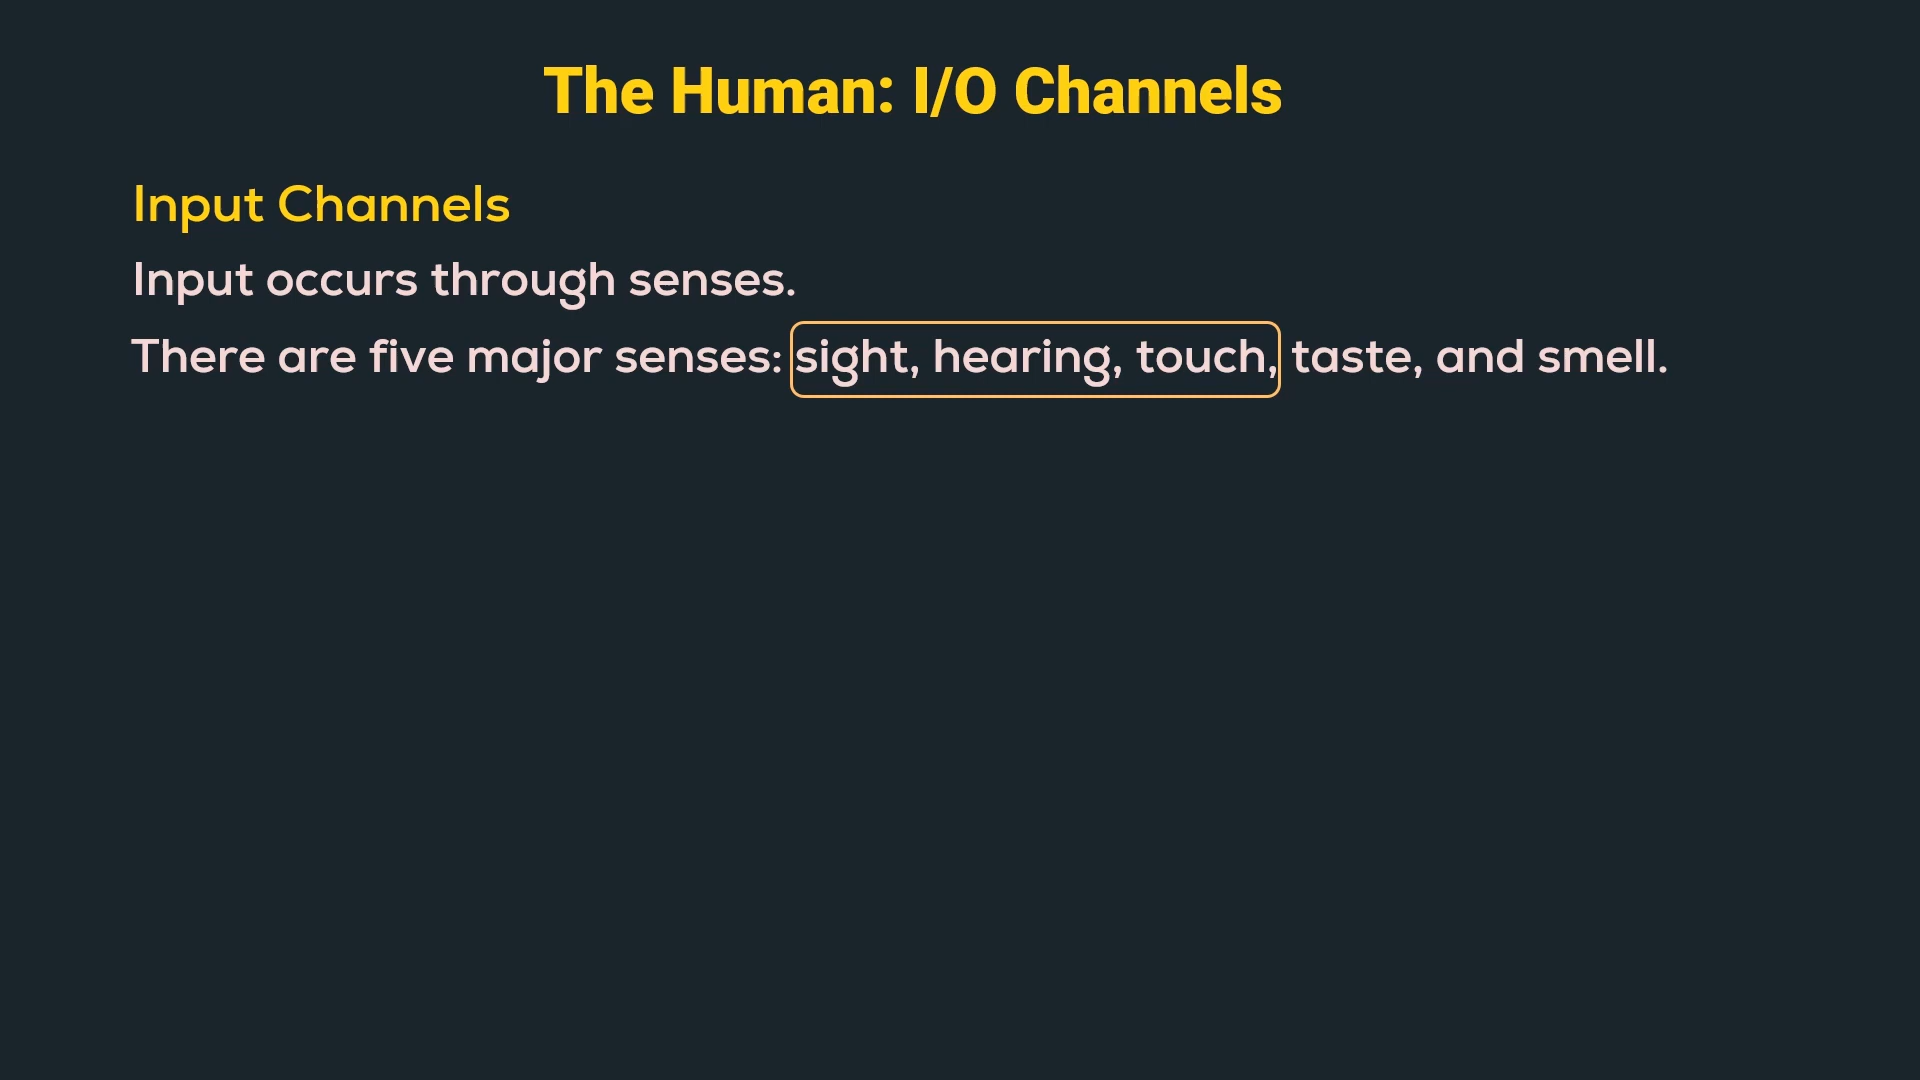 The Human: I/O Channels
Input Channels
Input occurs through senses.
There are five major senses: sight, hearing, touch, taste, and smell.